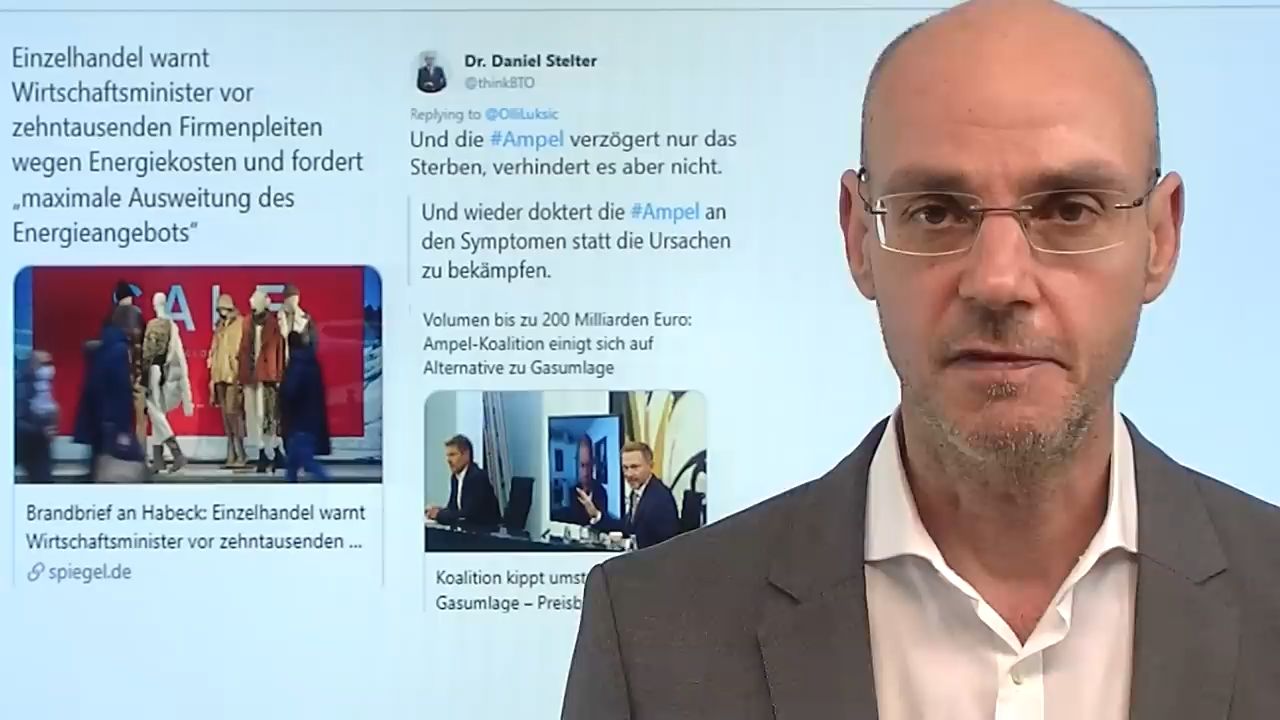 Einzelhandel warnt
Wirtschaftsminister vor
zehntausenden Firmenpleiten
wegen Energiekosten und fordert
„maximale Ausweitung des
Energieangebots“
SALE
Brandbrief an Habeck: Einzelhandel warnt
Wirtschaftsminister vor zehntausenden ...
spiegel.de
Dr. Daniel Stelter
@thinkBTO
Replying to @OlliLuksic
Und die #Ampel verzögert nur das
Sterben, verhindert es aber nicht.
Und wieder doktert die #Ampel an
den Symptomen statt die Ursachen
zu bekämpfen.
Volumen bis zu 200 Milliarden Euro:
Ampel-Koalition einigt sich auf
Alternative zu Gasumlage
Koalition kippt umst
Gasumlage – Preisb